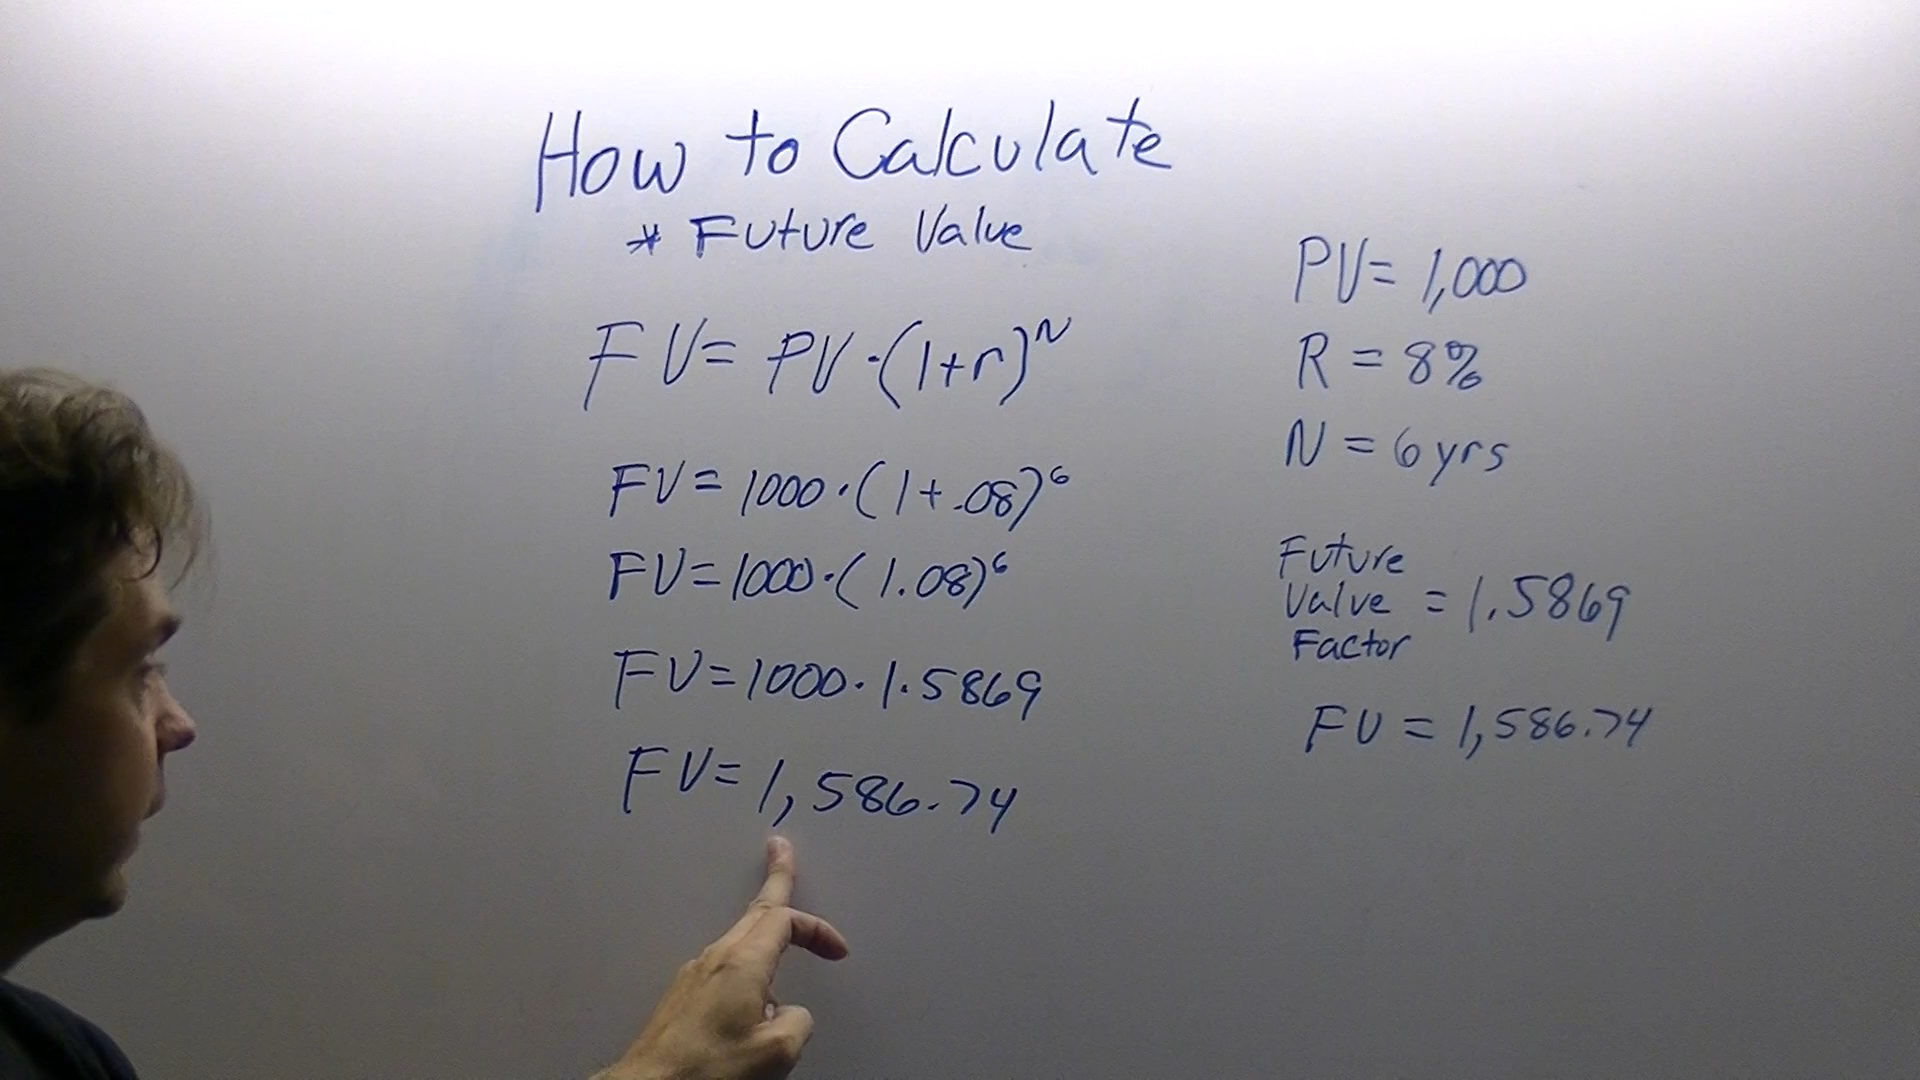 How to Calculate
* Future Value
FV = PV · (1+r)^N
FV = 1000 · (1+.08)^6
FV = 1000 · (1.08)^6
FV = 1000 · 1.5869
FV = 1,586.74
PV = 1,000
R = 8%
N = 6 yrs
Future
Value = 1.5869
Factor
FV = 1,586.74